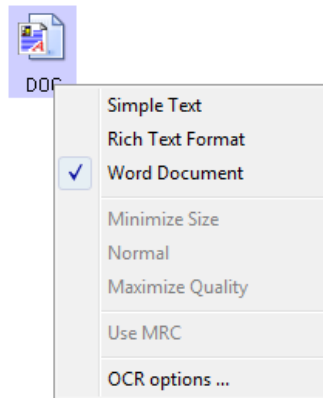 DOC
Simple Text
Rich Text Format
Word Document
Minimize Size
Normal
Maximize Quality
Use MRC
OCR options ...